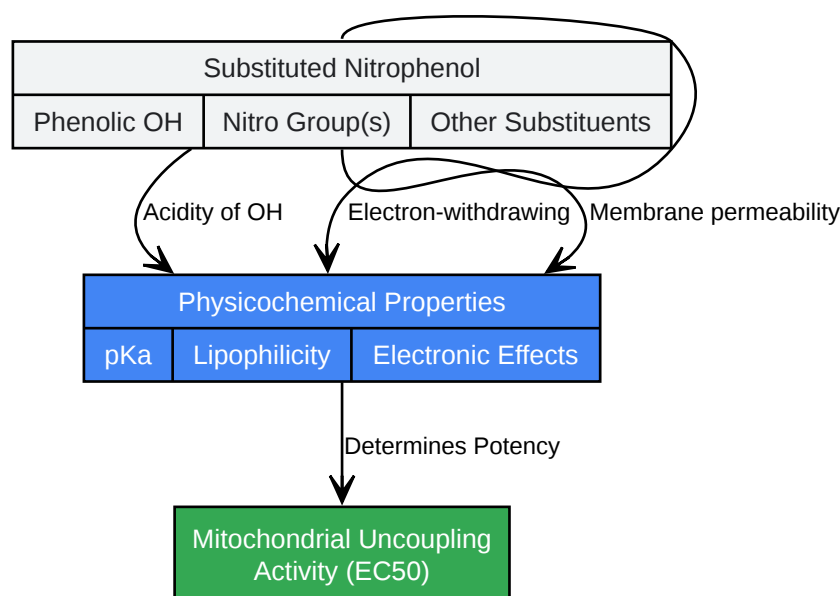 Substituted Nitrophenol
Phenolic OH
Nitro Group(s)
Other Substituents
Acidity of OH
Electron-withdrawing
Membrane permeability
Physicochemical Properties
pKa
Lipophilicity
Electronic Effects
Determines Potency
Mitochondrial Uncoupling
Activity (EC50)